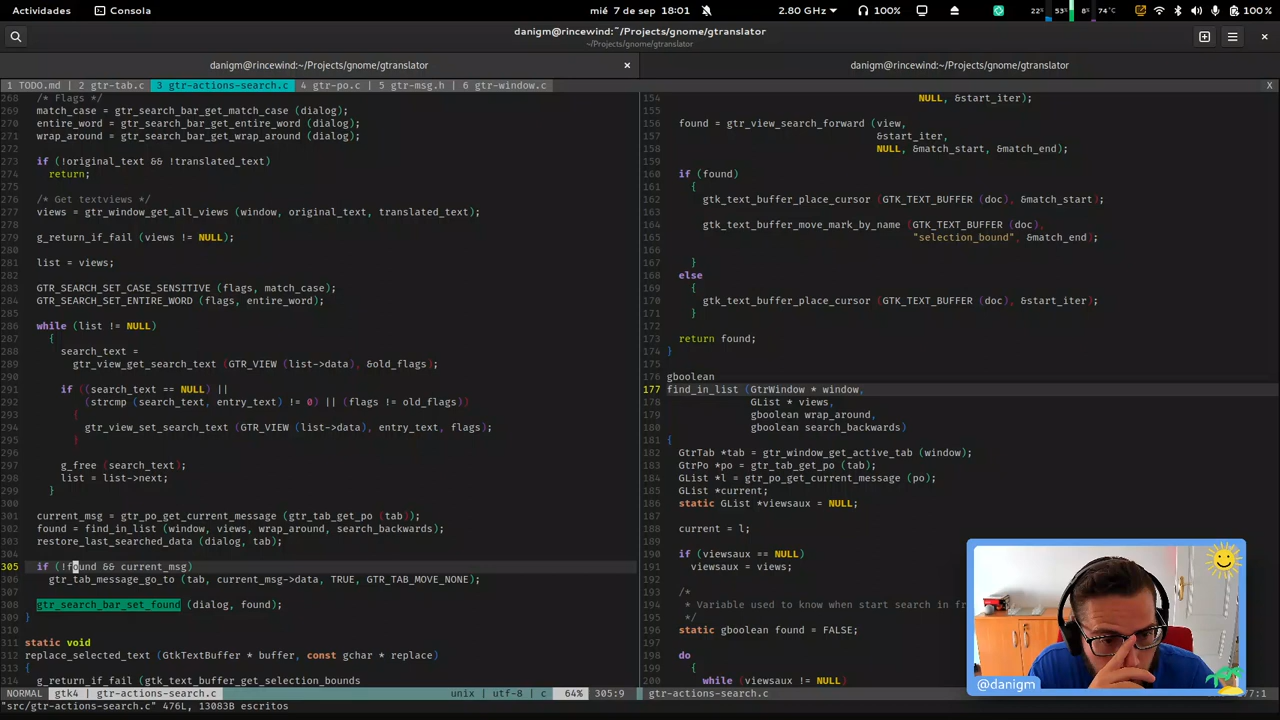 Actividades Consola mié 7 de sep 18:01 2.80 GHz 100% 22% 53% 8% 74°C 100 %
danigm@rincewind:~/Projects/gnome/gtranslator
~/Projects/gnome/gtranslator
danigm@rincewind:~/Projects/gnome/gtranslator × danigm@rincewind:~/Projects/gnome/gtranslator
1 TODO.md | 2 gtr-tab.c 3 gtr-actions-search.c 4 gtr-po.c | 5 gtr-msg.h | 6 gtr-window.c X
268 /* Flags */
269 match_case = gtr_search_bar_get_match_case (dialog);
270 entire_word = gtr_search_bar_get_entire_word (dialog);
271 wrap_around = gtr_search_bar_get_wrap_around (dialog);
272
273 if (!original_text && !translated_text)
274 return;
275
276 /* Get textviews */
277 views = gtr_window_get_all_views (window, original_text, translated_text);
278
279 g_return_if_fail (views != NULL);
280
281 list = views;
282
283 GTR_SEARCH_SET_CASE_SENSITIVE (flags, match_case);
284 GTR_SEARCH_SET_ENTIRE_WORD (flags, entire_word);
285
286 while (list != NULL)
287 {
288 search_text =
289 gtr_view_get_search_text (GTR_VIEW (list->data), &old_flags);
290
291 if ((search_text == NULL) ||
292 (strcmp (search_text, entry_text) != 0) || (flags != old_flags))
293 {
294 gtr_view_set_search_text (GTR_VIEW (list->data), entry_text, flags);
295 }
296
297 g_free (search_text);
298 list = list->next;
299 }
300
301 current_msg = gtr_po_get_current_message (gtr_tab_get_po (tab));
302 found = find_in_list (window, views, wrap_around, search_backwards);
303 restore_last_searched_data (dialog, tab);
304
305 if (!found && current_msg)
306 gtr_tab_message_go_to (tab, current_msg->data, TRUE, GTR_TAB_MOVE_NONE);
307
308 gtr_search_bar_set_found (dialog, found);
309 }
310
311 static void
312 replace_selected_text (GtkTextBuffer * buffer, const gchar * replace)
313 {
314 g_return_if_fail (gtk_text_buffer_get_selection_bounds
NORMAL gtk4 | gtr-actions-search.c unix | utf-8 | c 64% 305:9
"src/gtr-actions-search.c" 476L, 13083B escritos
154 NULL, &start_iter);
155
156 found = gtr_view_search_forward (view,
157 &start_iter,
158 NULL, &match_start, &match_end);
159
160 if (found)
161 {
162 gtk_text_buffer_place_cursor (GTK_TEXT_BUFFER (doc), &match_start);
163
164 gtk_text_buffer_move_mark_by_name (GTK_TEXT_BUFFER (doc),
165 "selection_bound", &match_end);
166
167 }
168 else
169 {
170 gtk_text_buffer_place_cursor (GTK_TEXT_BUFFER (doc), &start_iter);
171 }
172
173 return found;
174 }
175
176 gboolean
177 find_in_list (GtrWindow * window,
178 GList * views,
179 gboolean wrap_around,
180 gboolean search_backwards)
181 {
182 GtrTab *tab = gtr_window_get_active_tab (window);
183 GtrPo *po = gtr_tab_get_po (tab);
184 GList *l = gtr_po_get_current_message (po);
185 GList *current;
186 static GList *viewsaux = NULL;
187
188 current = l;
189
190 if (viewsaux == NULL)
191 viewsaux = views;
192
193 /*
194 * Variable used to know when start search in fr
195 */
196 static gboolean found = FALSE;
197
198 do
199 {
200 while (viewsaux != NULL)
gtr-actions-search.c 7:1
@danigm